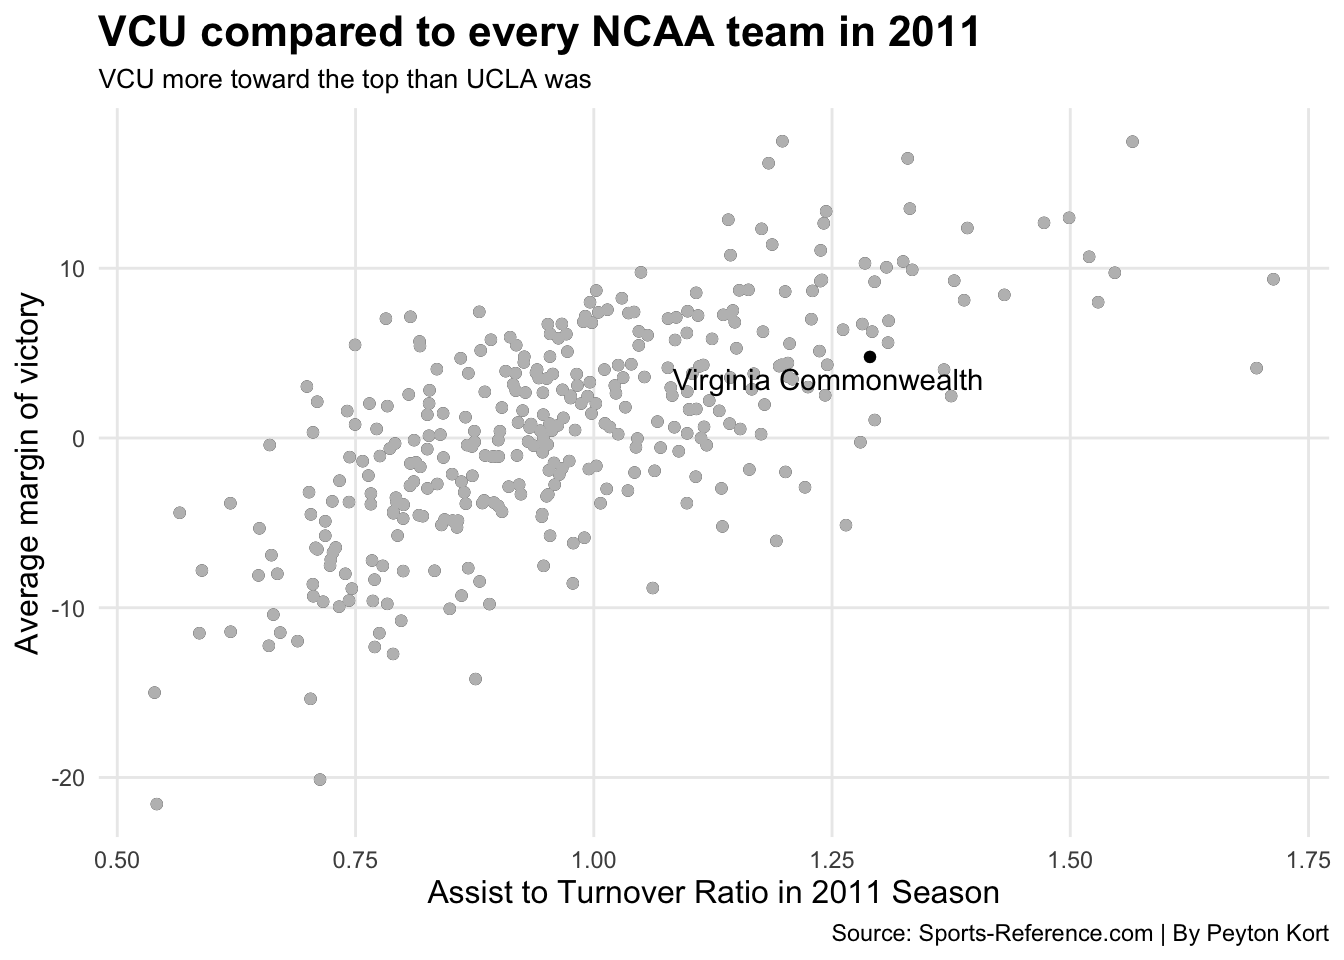 VCU compared to every NCAA team in 2011
VCU more toward the top than UCLA was
Average margin of victory
10
0
-10
-20
Virginia Commonwealth
0.50 0.75 1.00 1.25 1.50 1.75
Assist to Turnover Ratio in 2011 Season
Source: Sports-Reference.com | By Peyton Kort